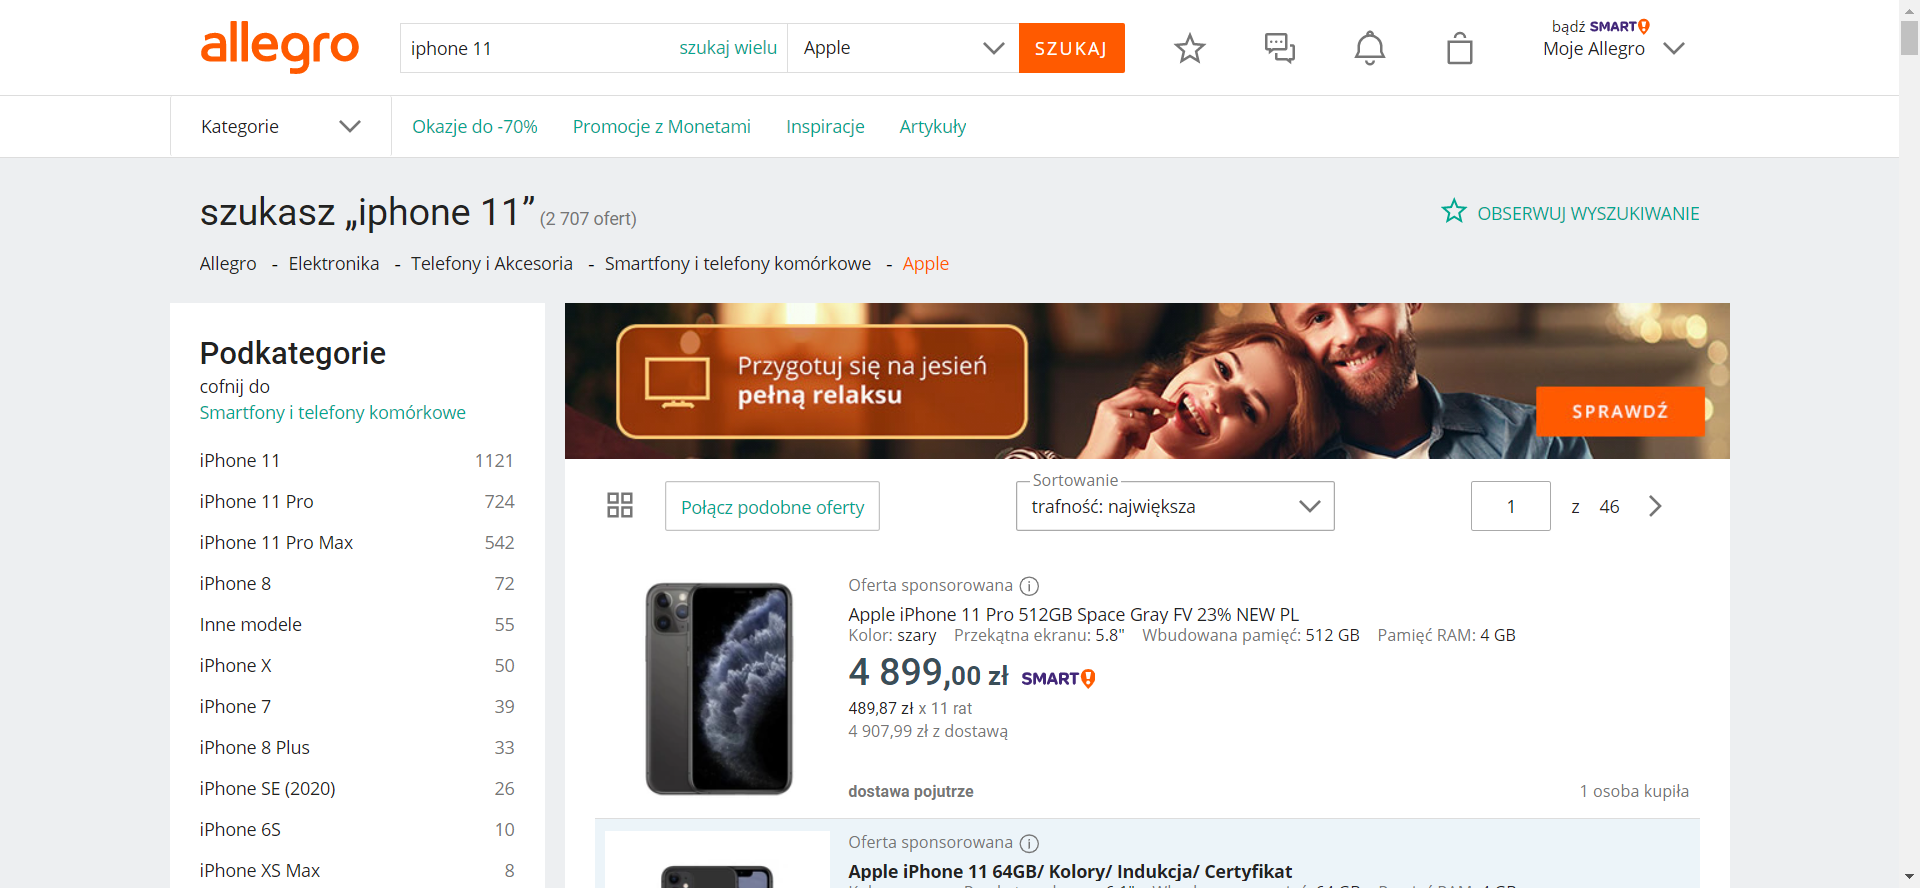 allegro
iphone 11
szukaj wielu
Apple
SZUKAJ
bądź SMART!
Moje Allegro
Kategorie
Okazje do -70%
Promocje z Monetami
Inspiracje
Artykuły
szukasz „iphone 11” (2 707 ofert)
OBSERWUJ WYSZUKIWANIE
Allegro - Elektronika - Telefony i Akcesoria - Smartfony i telefony komórkowe - Apple
Podkategorie
cofnij do
Smartfony i telefony komórkowe
iPhone 11 1121
iPhone 11 Pro 724
iPhone 11 Pro Max 542
iPhone 8 72
Inne modele 55
iPhone X 50
iPhone 7 39
iPhone 8 Plus 33
iPhone SE (2020) 26
iPhone 6S 10
iPhone XS Max 8
Przygotuj się na jesień
pełną relaksu
SPRAWDŹ
Połącz podobne oferty
Sortowanie
trafność: największa
1 z 46
Oferta sponsorowana
Apple iPhone 11 Pro 512GB Space Gray FV 23% NEW PL
Kolor: szary Przekątna ekranu: 5.8" Wbudowana pamięć: 512 GB Pamięć RAM: 4 GB
4 899,00 zł SMART!
489,87 zł x 11 rat
4 907,99 zł z dostawą
dostawa pojutrze
1 osoba kupiła
Oferta sponsorowana
Apple iPhone 11 64GB/ Kolory/ Indukcja/ Certyfikat